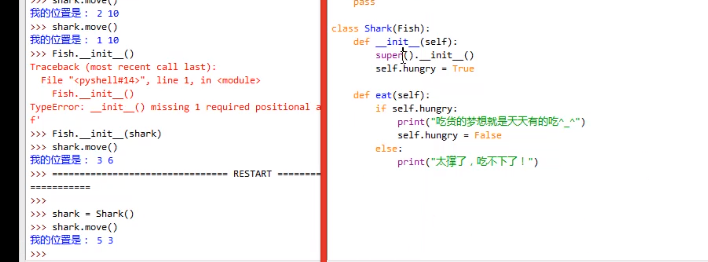 shark.move()
我的位置是： 2 10
>>> shark.move()
我的位置是： 1 10
>>> Fish.__init__()
Traceback (most recent call last):
File "<pyshell#14>", line 1, in <module>
Fish.__init__()
TypeError: __init__() missing 1 required positional a
f'
>>> Fish.__init__(shark)
>>> shark.move()
我的位置是： 3 6
>>> ================================ RESTART ========
===========
>>>
>>> shark = Shark()
>>> shark.move()
我的位置是： 5 3
>>>
pass
class Shark(Fish):
def __init__(self):
super().__init__()
self.hungry = True
def eat(self):
if self.hungry:
print("吃货的梦想就是天天有的吃^_^")
self.hungry = False
else:
print("太撑了，吃不下了！")